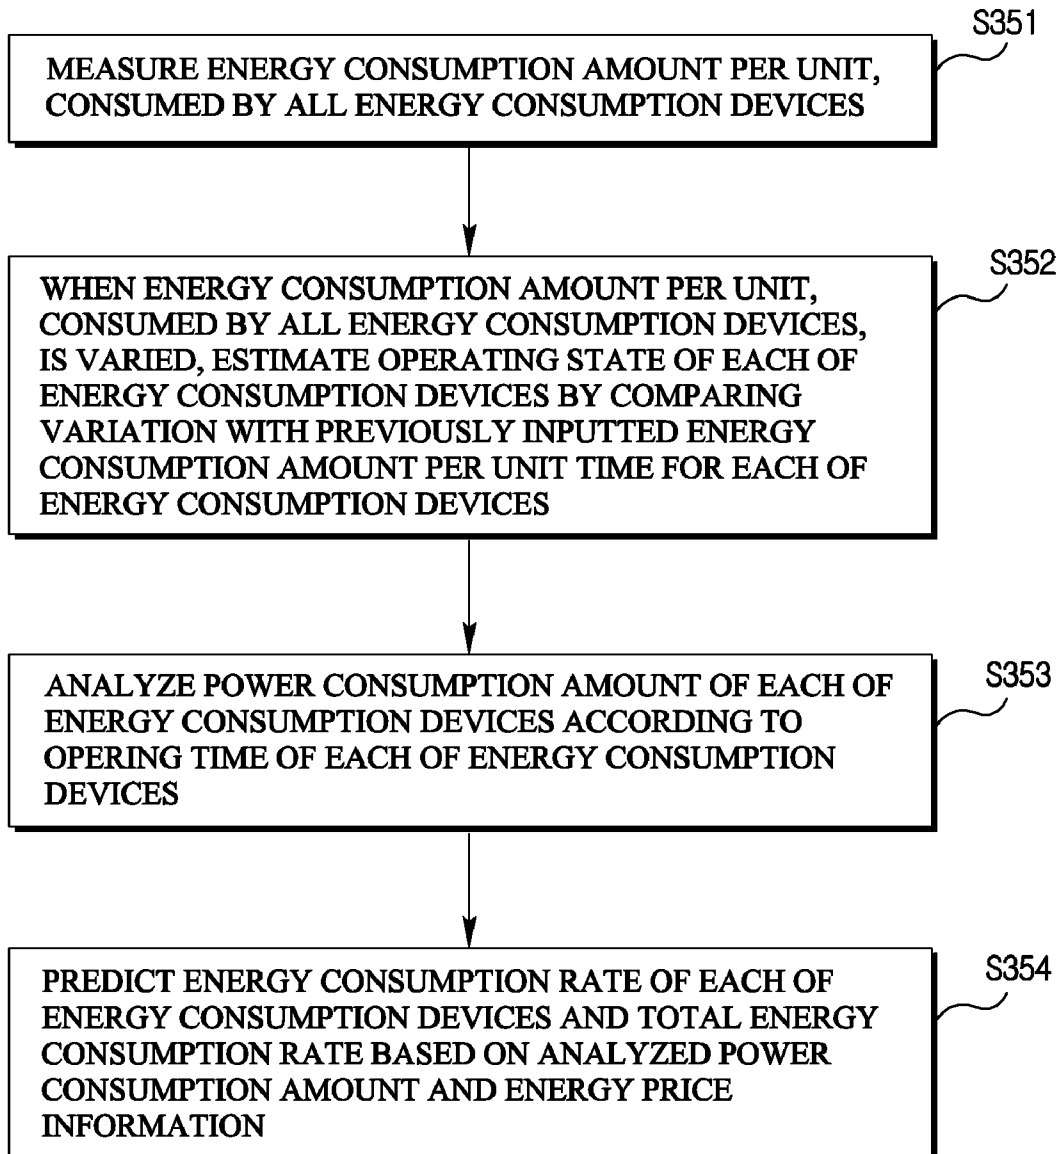 S351
MEASURE ENERGY CONSUMPTION AMOUNT PER UNIT,
CONSUMED BY ALL ENERGY CONSUMPTION DEVICES
S352
WHEN ENERGY CONSUMPTION AMOUNT PER UNIT,
CONSUMED BY ALL ENERGY CONSUMPTION DEVICES,
IS VARIED, ESTIMATE OPERATING STATE OF EACH OF
ENERGY CONSUMPTION DEVICES BY COMPARING
VARIATION WITH PREVIOUSLY INPUTTED ENERGY
CONSUMPTION AMOUNT PER UNIT TIME FOR EACH OF
ENERGY CONSUMPTION DEVICES
S353
ANALYZE POWER CONSUMPTION AMOUNT OF EACH OF
ENERGY CONSUMPTION DEVICES ACCORDING TO
OPERING TIME OF EACH OF ENERGY CONSUMPTION
DEVICES
S354
PREDICT ENERGY CONSUMPTION RATE OF EACH OF
ENERGY CONSUMPTION DEVICES AND TOTAL ENERGY
CONSUMPTION RATE BASED ON ANALYZED POWER
CONSUMPTION AMOUNT AND ENERGY PRICE
INFORMATION